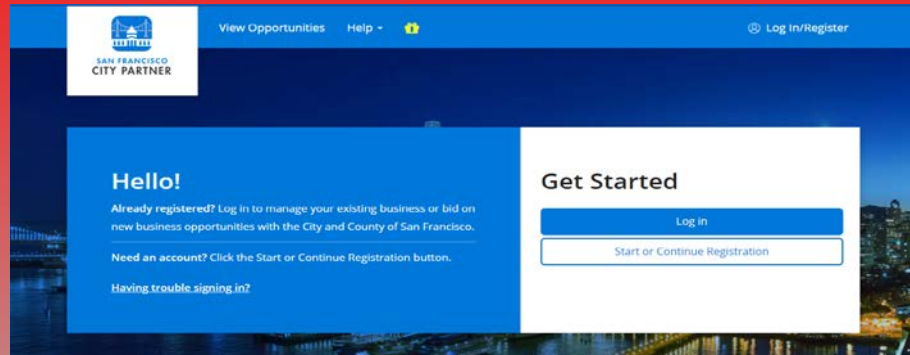 View Opportunities Help Log In/Register
SAN FRANCISCO
CITY PARTNER
Hello!
Already registered? Log in to manage your existing business or bid on
new business opportunities with the City and County of San Francisco.
Need an account? Click the Start or Continue Registration button.
Having trouble signing in?
Get Started
Log in
Start or Continue Registration